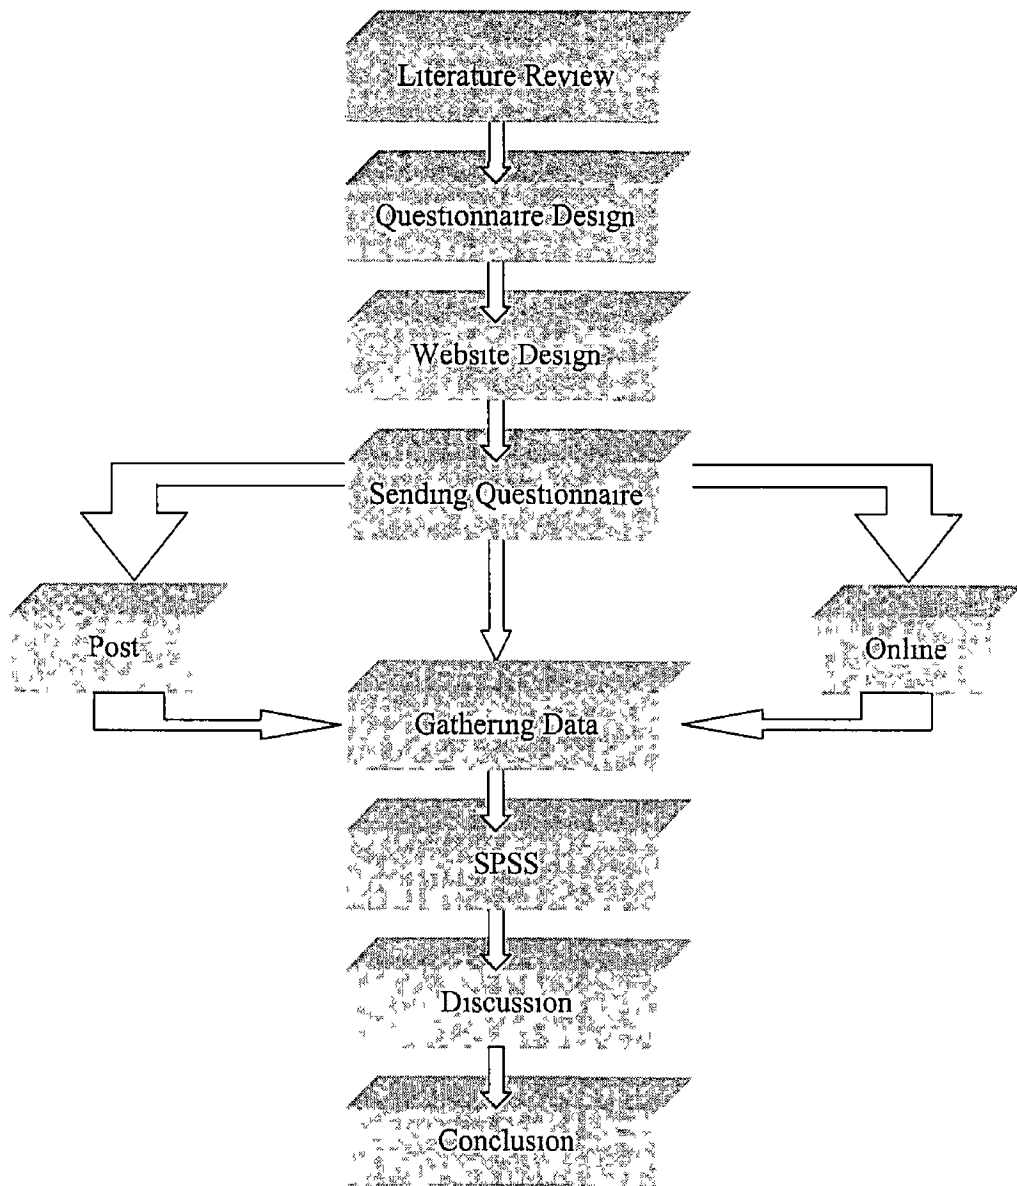 Literature Review
Questionnaire Design
Website Design
Sending Questionnaire
Post
Online
Gathering Data
SPSS
Discussion
Conclusion